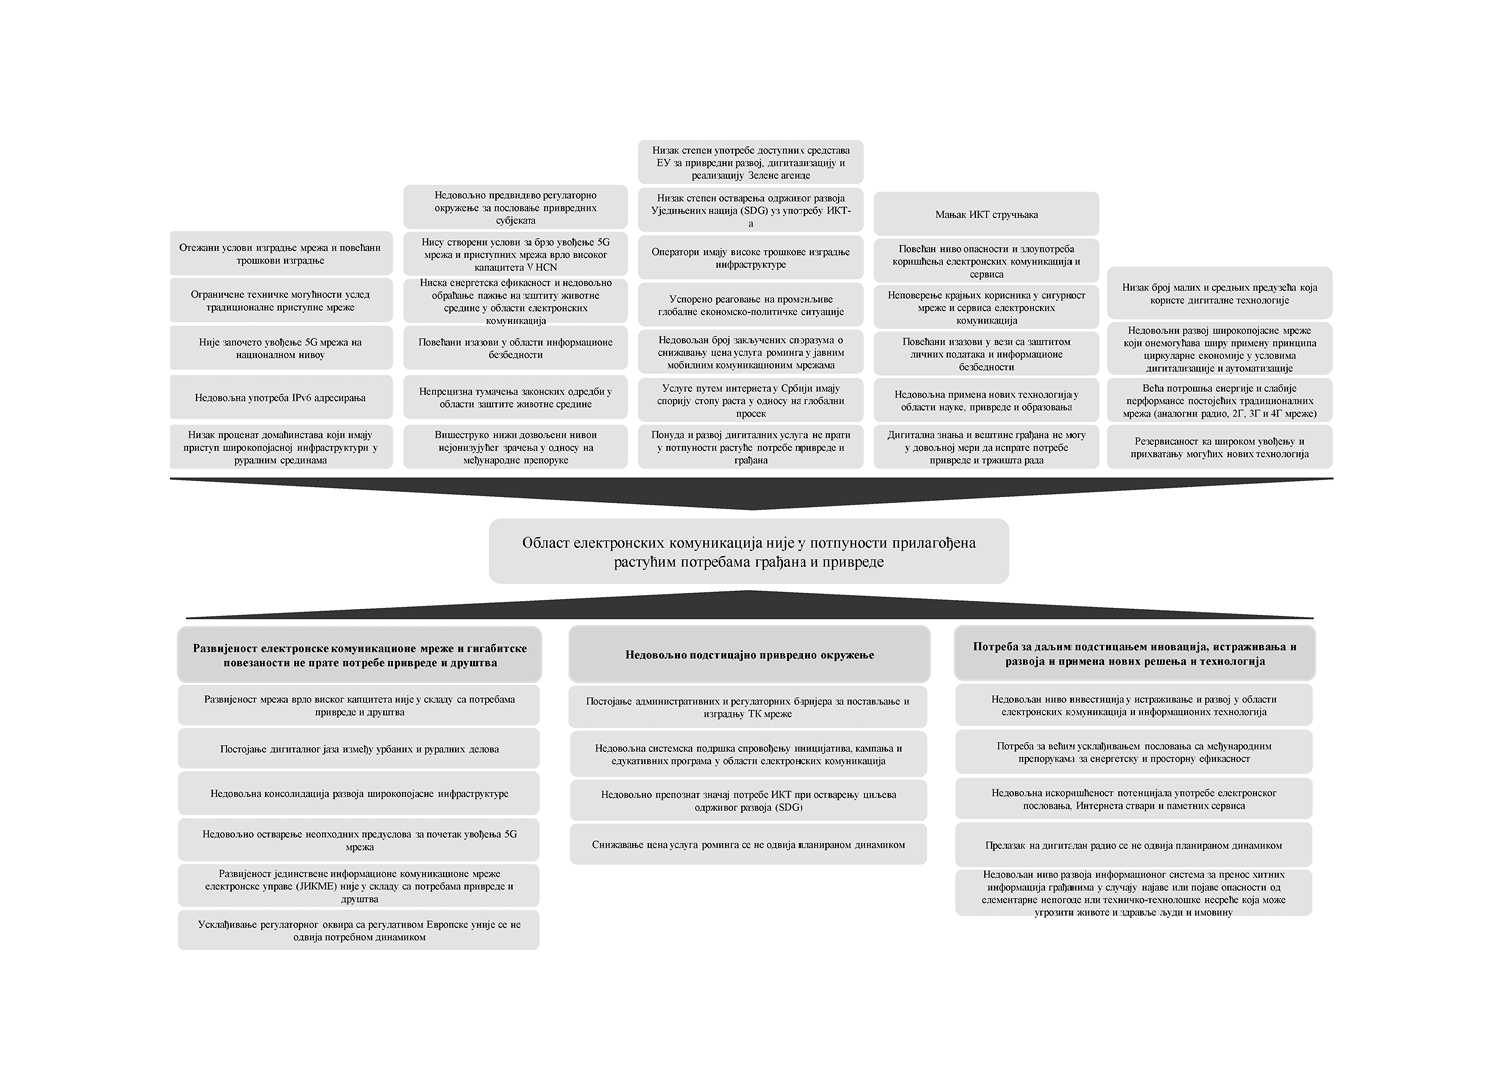 Отежани услови изградње мрежа и повећани
трошкови изградње
Ограничене техничке могућности услед
традиционалне приступне мреже
Није започето увођење 5G мрежа на
националном нивоу
Недовољна употреба IPv6 адресирања
Низак проценат домаћинстава који имају
приступ широкопојасној инфраструктури у
руралним срединама
Недовољно предвидиво регулаторно
окружење за пословање привредних
субјеката
Нису створени услови за брзо увођење 5G
мрежа и приступних мрежа врло високог
капацитета VHCN
Ниска енергетска ефикасност и недовољно
обраћање пажње на заштиту животне
средине у области електронских
комуникација
Повећани изазови у области информационе
безбедности
Непрецизна тумачења законских одредби у
области заштите животне средине
Вишеструко нижи дозвољени нивои
нејонизујућег зрачења у односу на
међународне препоруке
Низак степен употребе доступних средстава
ЕУ за привредни развој, дигитализацију и
реализацију Зелене агенде
Низак степен остварења одрживог развоја
Уједињених нација (SDG) уз употребу ИКТ-
а
Оператори имају високе трошкове изградње
инфраструктуре
Успорено реаговање на променљиве
глобалне економско-политичке ситуације
Недовољан број закључених споразума о
снижавању цена услуга роминга у јавним
мобилним комуникационим мрежама
Услуге путем интернета у Србији имају
спорију стопу раста у односу на глобални
просек
Понуда и развој дигиталних услуга не прати
у потпуности растуће потребе привреде и
грађана
Мањак ИКТ стручњака
Повећан ниво опасности и злоупотреба
коришћења електронских комуникација и
сервиса
Неповерење крајњих корисника у сигурност
мреже и сервиса електронских
комуникација
Повећани изазови у вези са заштитом
личних података и информационе
безбедности
Недовољна примена нових технологија у
области науке, привреде и образовања
Дигитална знања и вештине грађана не могу
у довољној мери да испрате потребе
привреде и тржишта рада
Низак број малих и средњих предузећа која
користе дигиталне технологије
Недовољни развој широкопојасне мреже
који онемогућава ширу примену принципа
циркуларне економије у условима
дигитализације и аутоматизације
Већа потрошња енергије и слабије
перформансе постојећих традиционалних
мрежа (аналогни радио, 2Г, 3Г и 4Г мреже)
Резервисаност ка широком увођењу и
прихватању могућих нових технологија
Област електронских комуникација није у потпуности прилагођена
растућим потребама грађана и привреде
Развијеност електронске комуникационе мреже и гигабитске
повезаности не прате потребе привреде и друштва
Развијеност мрежа врло виског капцитета није у складу са потребама
привреде и друштва
Постојање дигиталног јаза између урбаних и руралних делова
Недовољна консолидација развоја широкопојасне инфраструктуре
Недовољно остварење неопходних предуслова за почетак увођења 5G
мрежа
Развијеност јединствене информационе комуникационе мреже
електронске управе (ЈИКМЕ) није у складу са потребама привреде и
друштва
Усклађивање регулаторног оквира са регулативом Европске уније се не
одвија потребном динамиком
Недовољно подстицајно привредно окружење
Постојање административних и регулаторних баријера за постављање и
изградњу ТК мреже
Недовољна системска подршка спровођењу иницијатива, кампања и
едукативних програма у области електронских комуникација
Недовољно препознат значај потребе ИКТ при остварењу циљева
одрживог развоја (SDG)
Снижавање цена услуга роминга се не одвија планираном динамиком
Потреба за даљим подстицањем иновација, истраживања и
развоја и примена нових решења и технологија
Недовољан ниво инвестиција у истраживање и развој у области
електронских комуникација и информационих технологија
Потреба за већим усклађивањем пословања са међународним
препорукама за енергетску и просторну ефикасност
Недовољна искоришћеност потенцијала употребе електронског
пословања, Интернета ствари и паметних сервиса
Прелазак на дигитални радио се не одвија планираном динамиком
Недовољан ниво развоја информационог система за пренос хитних
информација грађанима у случају најаве или појаве опасности од
елементарне непогоде или техничко-технолошке несреће која може
угрозити животе и здравље људи и имовину